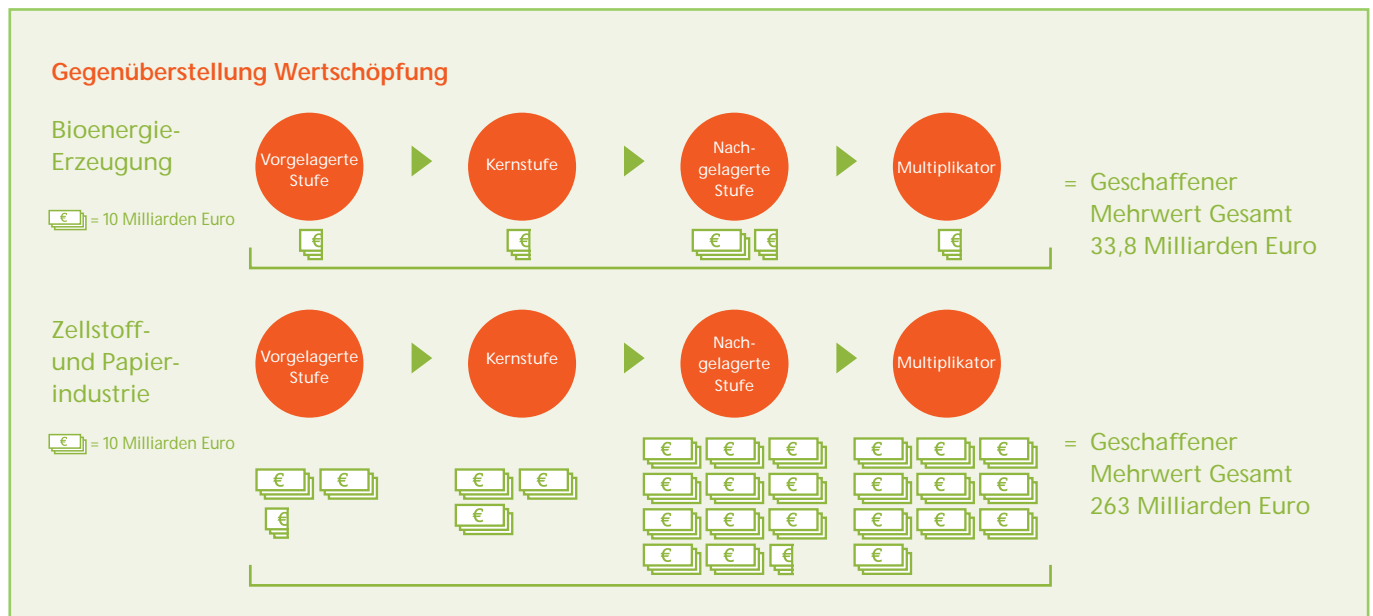 Gegenüberstellung Wertschöpfung
Bioenergie-
Erzeugung
€ = 10 Milliarden Euro
Vorgelagerte
Stufe
Kernstufe
Nach-
gelagerte
Stufe
Multiplikator
€
€
€ €
€
= Geschaffener
Mehrwert Gesamt
33,8 Milliarden Euro
Zellstoff-
und Papier-
industrie
€ = 10 Milliarden Euro
Vorgelagerte
Stufe
Kernstufe
Nach-
gelagerte
Stufe
Multiplikator
€ €
€
€ €
€
€ € €
€ € €
€ € €
€ € €
€ € €
€ € €
€ € €
€
= Geschaffener
Mehrwert Gesamt
263 Milliarden Euro